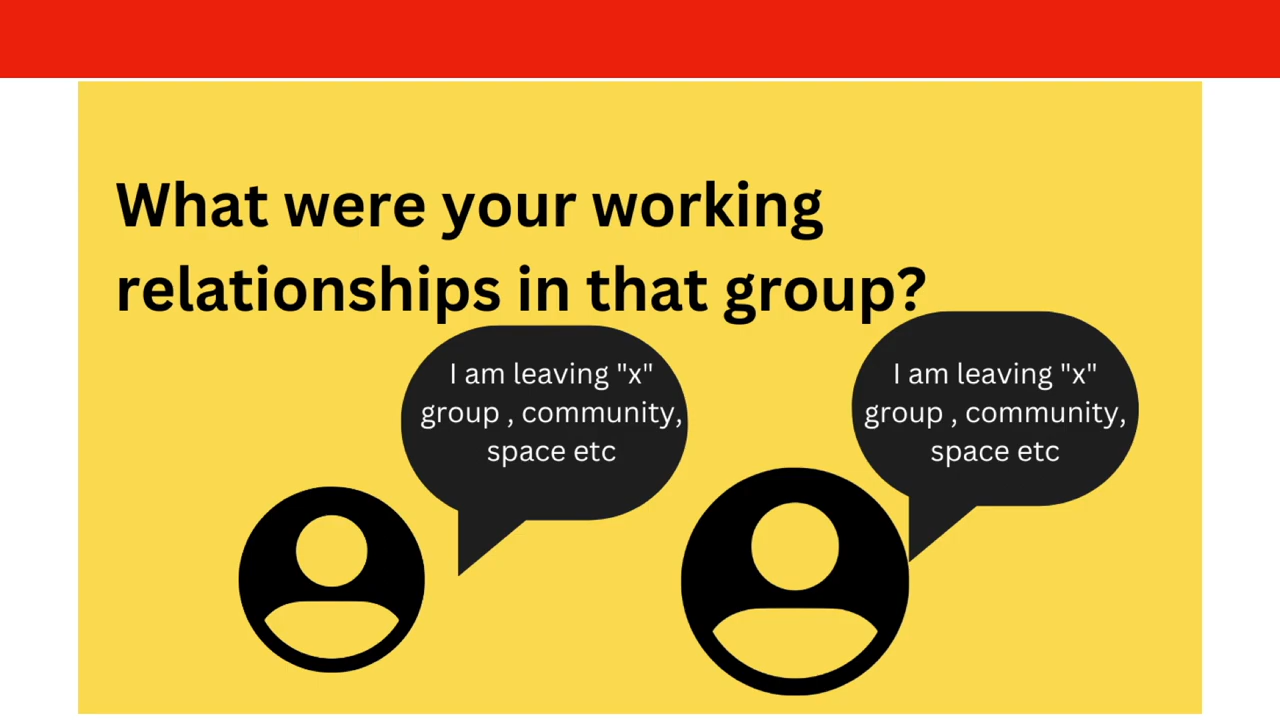 What were your working
relationships in that group?
I am leaving "x"
group , community,
space etc
I am leaving "x"
group , community,
space etc